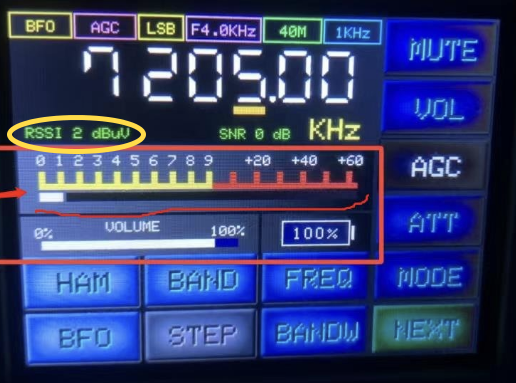 BFO AGC LSB F4.0KHz 40M 1KHz
MUTE
7 205.00
KHz
VOL
RSSI 2 dBuV SNR 0 dB
0 1 2 3 4 5 6 7 8 9 +20 +40 +60
AGC
0% VOLUME 100% 100%
ATT
HAM BAND FREQ MODE
BFO STEP BANDW NEXT